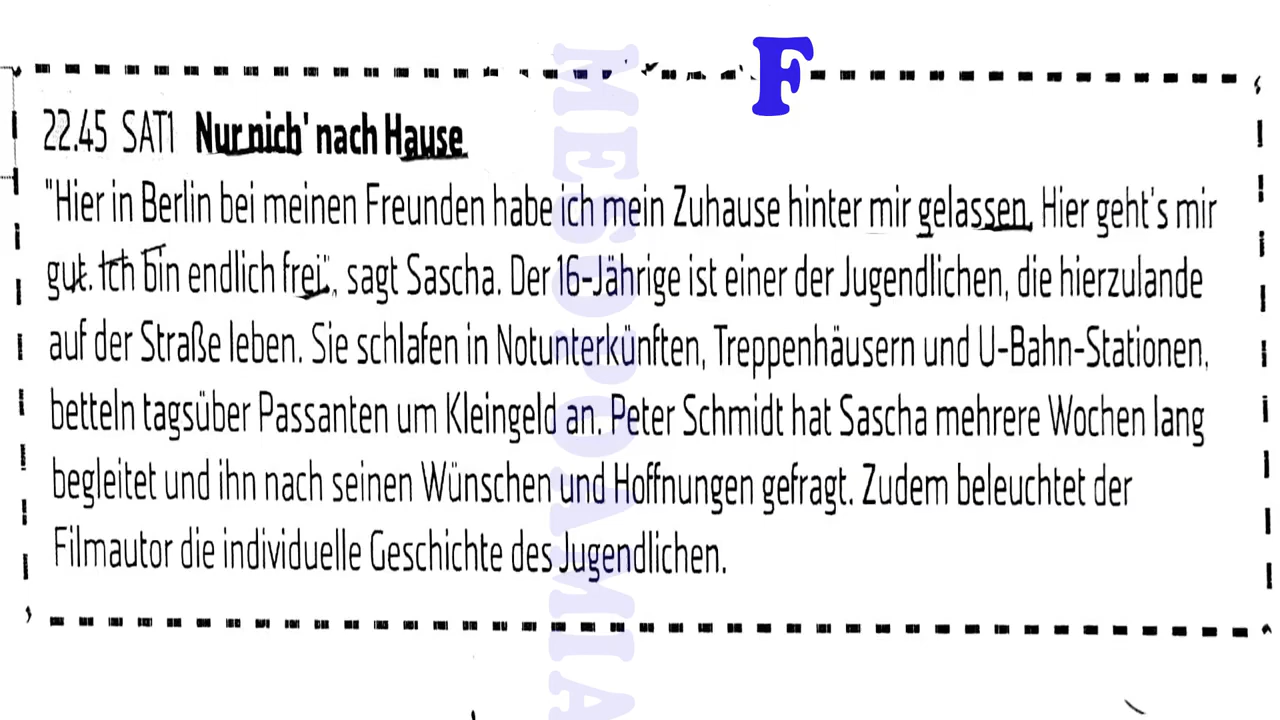 F
22.45 SAT1 Nur nich' nach Hause
"Hier in Berlin bei meinen Freunden habe ich mein Zuhause hinter mir gelassen. Hier geht's mir
gut. Ich bin endlich frei", sagt Sascha. Der 16-Jährige ist einer der Jugendlichen, die hierzulande
auf der Straße leben. Sie schlafen in Notunterkünften, Treppenhäusern und U-Bahn-Stationen,
betteln tagsüber Passanten um Kleingeld an. Peter Schmidt hat Sascha mehrere Wochen lang
begleitet und ihn nach seinen Wünschen und Hoffnungen gefragt. Zudem beleuchtet der
Filmautor die individuelle Geschichte des Jugendlichen.